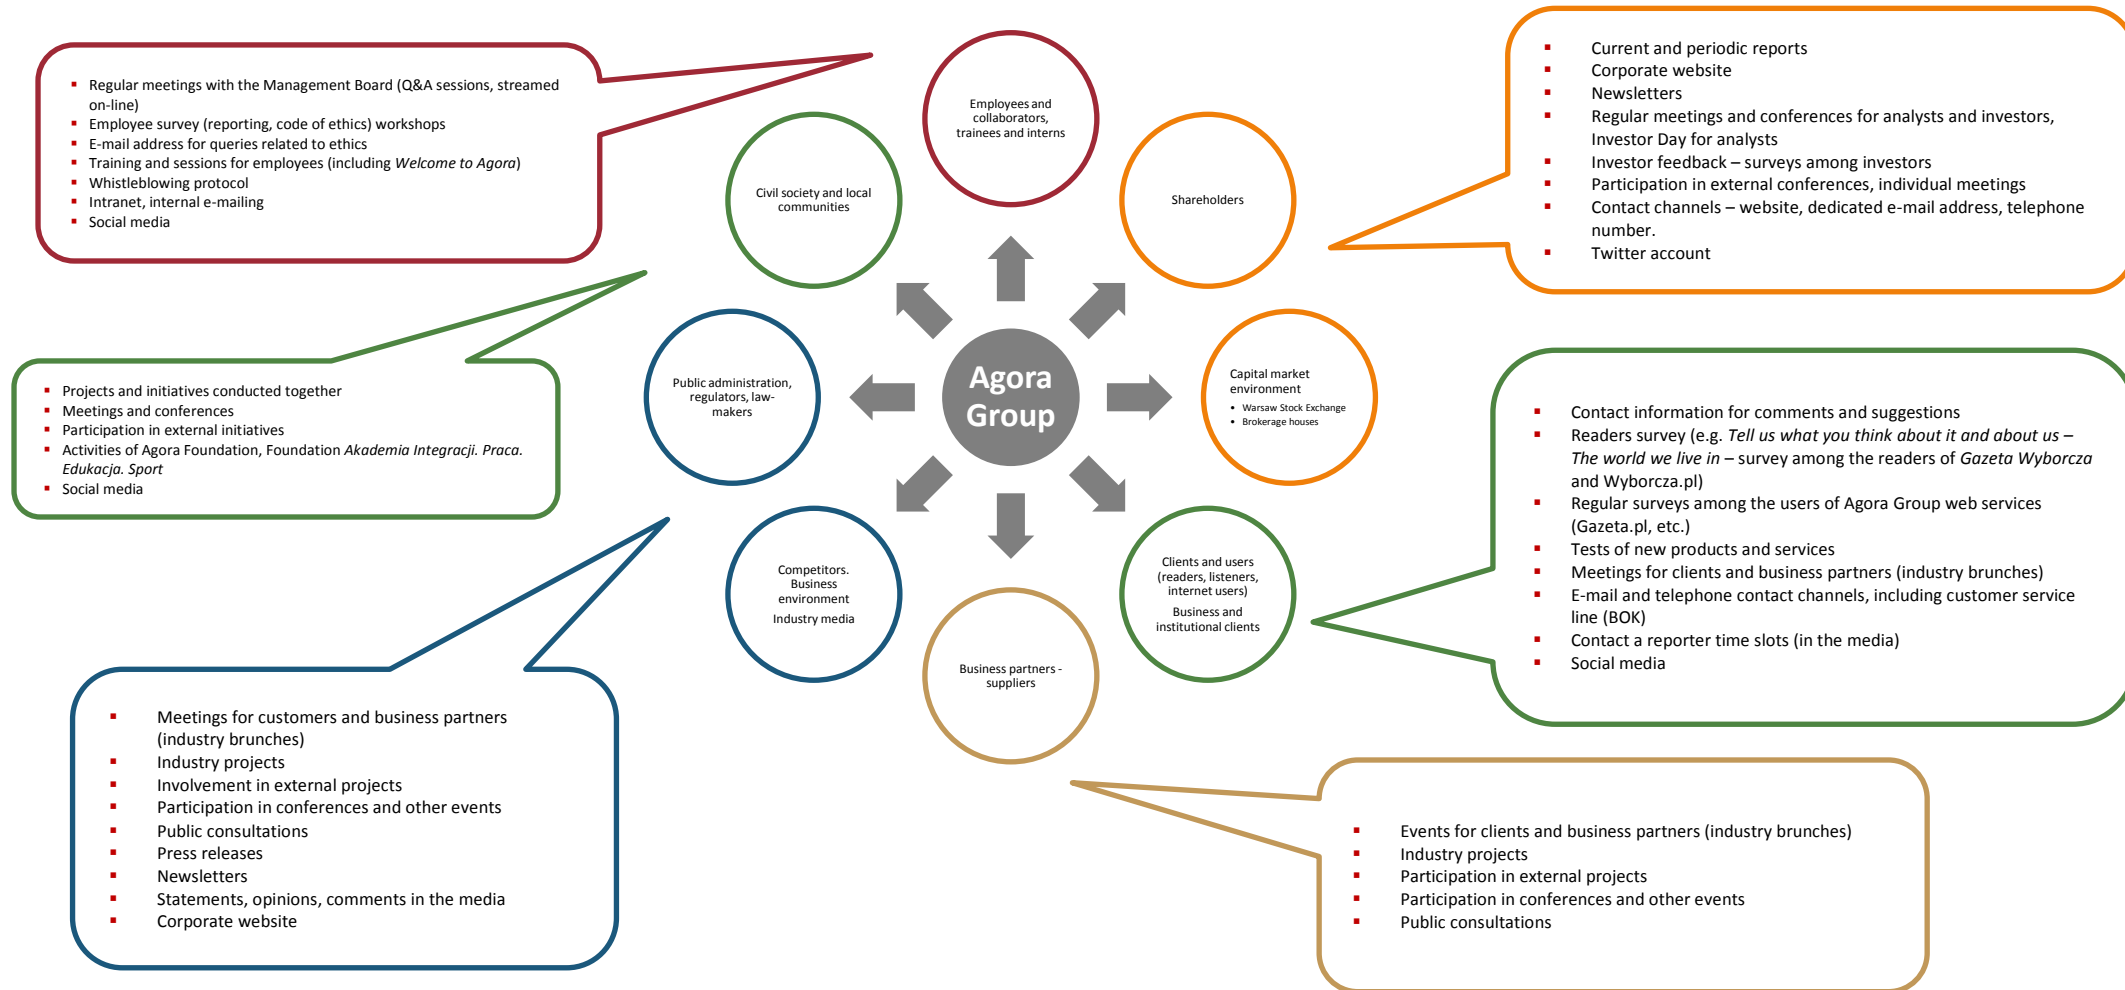 ▪ Regular meetings with the Management Board (Q&A sessions, streamed
on-line)
▪ Employee survey (reporting, code of ethics) workshops
▪ E-mail address for queries related to ethics
▪ Training and sessions for employees (including Welcome to Agora)
▪ Whistleblowing protocol
▪ Intranet, internal e-mailing
▪ Social media
Employees and
collaborators,
trainees and interns
▪ Current and periodic reports
▪ Corporate website
▪ Newsletters
▪ Regular meetings and conferences for analysts and investors,
Investor Day for analysts
▪ Investor feedback – surveys among investors
▪ Participation in external conferences, individual meetings
▪ Contact channels – website, dedicated e-mail address, telephone
number.
▪ Twitter account
Civil society and local
communities
Shareholders
▪ Projects and initiatives conducted together
▪ Meetings and conferences
▪ Participation in external initiatives
▪ Activities of Agora Foundation, Foundation Akademia Integracji. Praca.
Edukacja. Sport
▪ Social media
Public administration,
regulators, law-
makers
Agora
Group
Capital market
environment
• Warsaw Stock Exchange
• Brokerage houses
▪ Contact information for comments and suggestions
▪ Readers survey (e.g. Tell us what you think about it and about us –
The world we live in – survey among the readers of Gazeta Wyborcza
and Wyborcza.pl)
▪ Regular surveys among the users of Agora Group web services
(Gazeta.pl, etc.)
▪ Tests of new products and services
▪ Meetings for clients and business partners (industry brunches)
▪ E-mail and telephone contact channels, including customer service
line (BOK)
▪ Contact a reporter time slots (in the media)
▪ Social media
Competitors.
Business
environment
Industry media
Clients and users
(readers, listeners,
internet users)
Business and
institutional clients
Business partners -
suppliers
▪ Meetings for customers and business partners
(industry brunches)
▪ Industry projects
▪ Involvement in external projects
▪ Participation in conferences and other events
▪ Public consultations
▪ Press releases
▪ Newsletters
▪ Statements, opinions, comments in the media
▪ Corporate website
▪ Events for clients and business partners (industry brunches)
▪ Industry projects
▪ Participation in external projects
▪ Participation in conferences and other events
▪ Public consultations